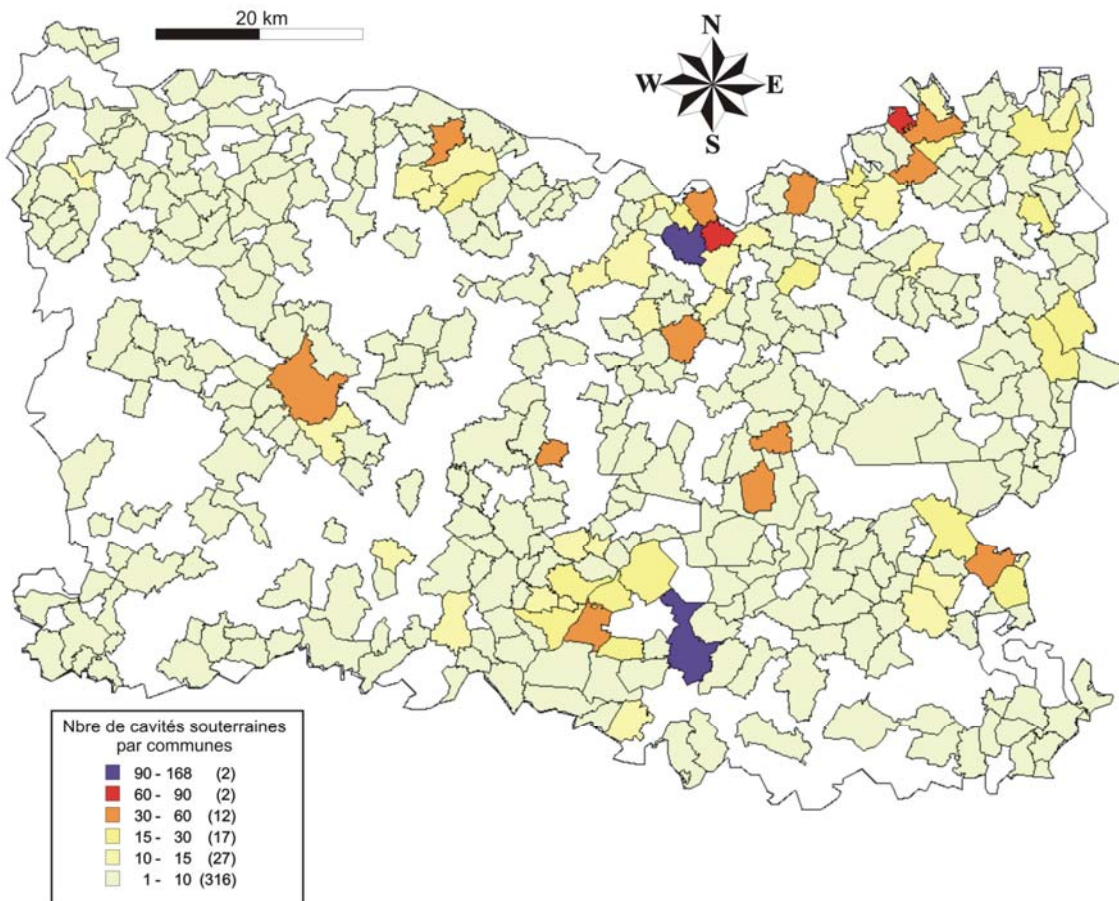 20 km
N
W
E
S
Nbre de cavités souterraines
par communes
90 - 168 (2)
60 - 90 (2)
30 - 60 (12)
15 - 30 (17)
10 - 15 (27)
1 - 10 (316)